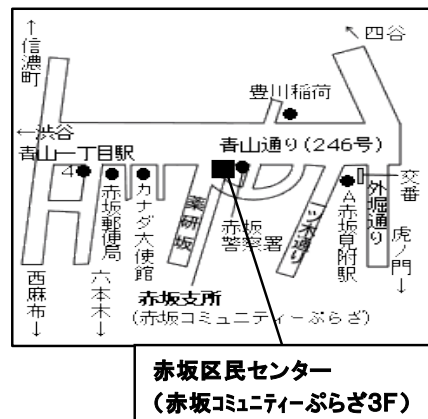 ↑信濃町
↖四谷
豊川稲荷
←渋谷
青山一丁目駅
青山通り(246号)
4
赤坂郵便局
カナダ大使館
薬研坂
赤坂警察署
一ツ木通り
A赤坂見附駅
外堀通り
交番
虎ノ門↓
西麻布↓
六本木↓
赤坂支所
(赤坂コミュニティーぷらざ)
赤坂区民センター
(赤坂コミュニティーぷらざ3F)